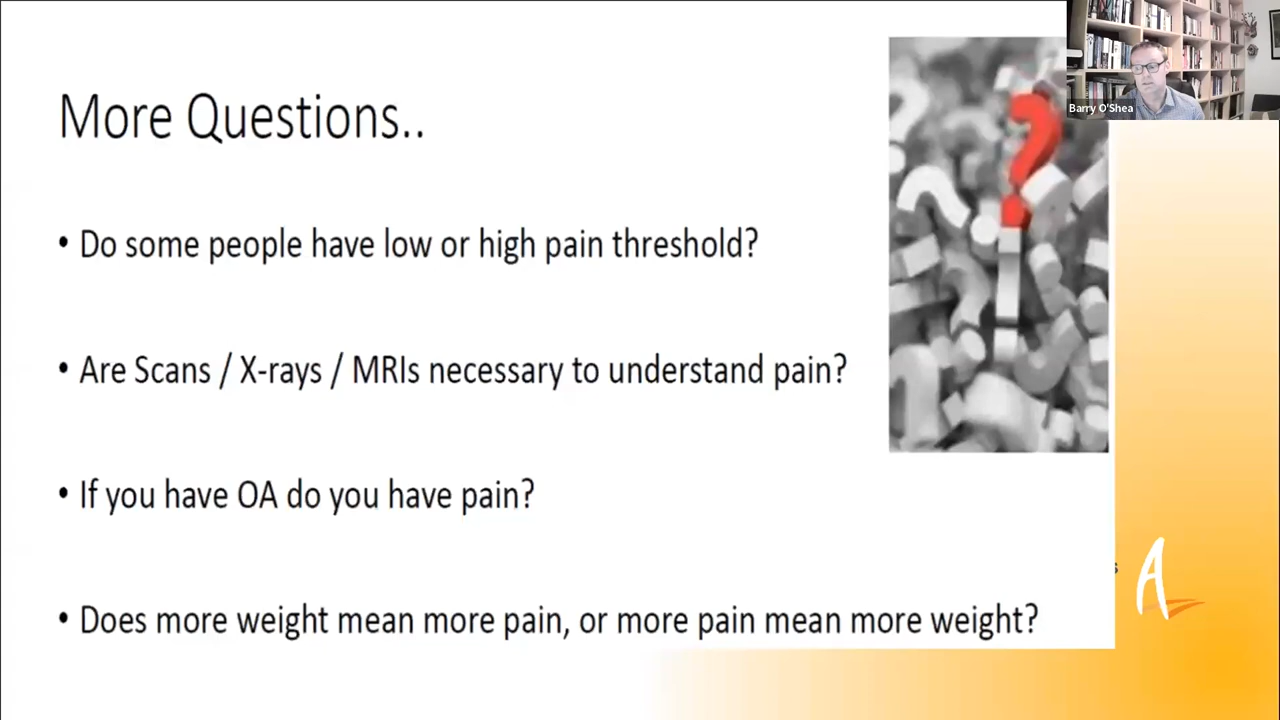 More Questions..
Barry O'Shea
• Do some people have low or high pain threshold?
• Are Scans / X-rays / MRIs necessary to understand pain?
• If you have OA do you have pain?
• Does more weight mean more pain, or more pain mean more weight?
s
A